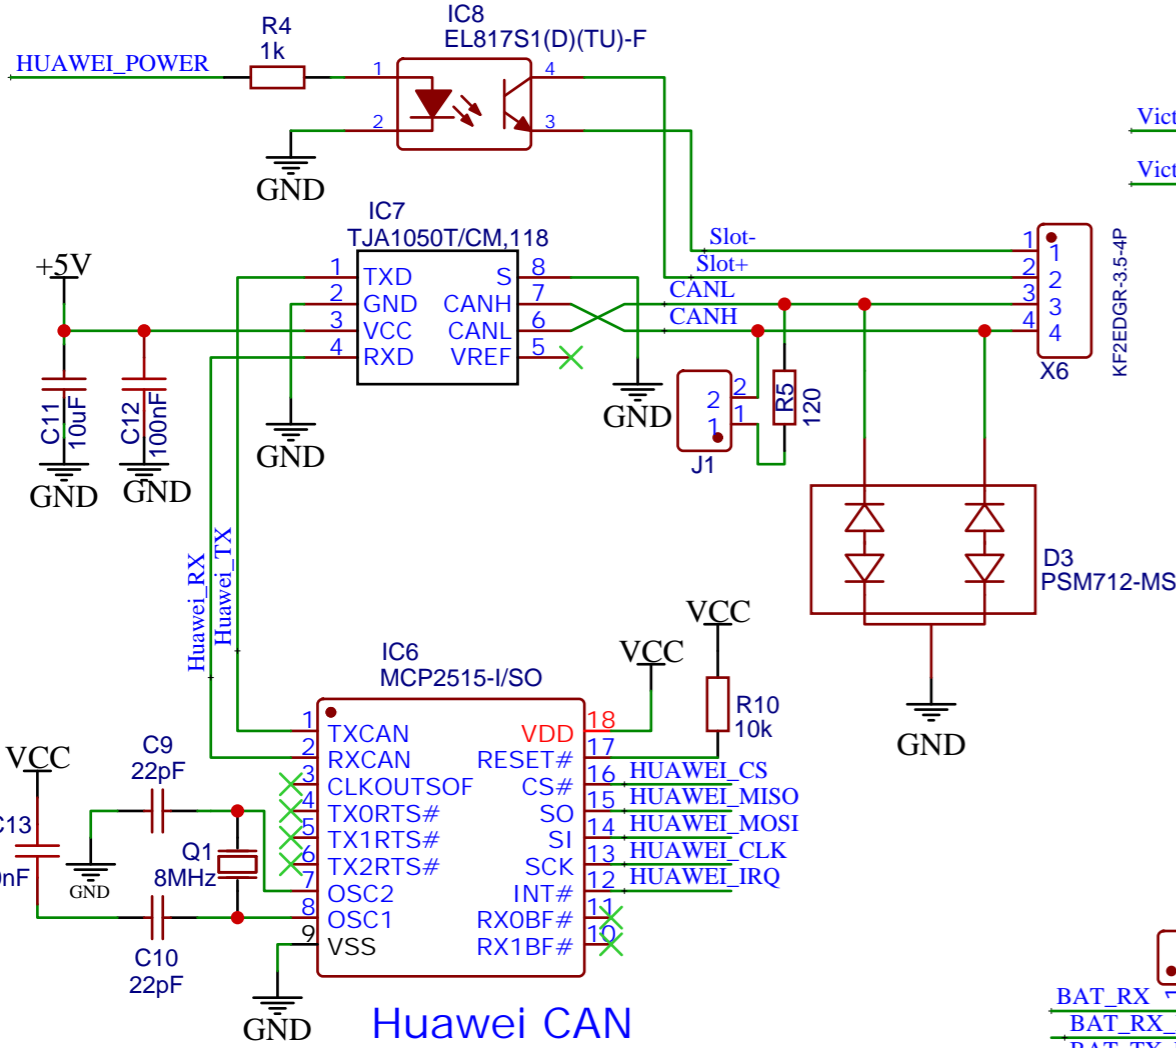 IC8
EL817S1(D)(TU)-F
R4
1k
HUAWEI_POWER
1
4
2
3
GND
Vict
Vict
IC7
TJA1050T/CM,118
+5V
1 TXD S 8
2 GND CANH 7
3 VCC CANL 6
4 RXD VREF 5
Slot-
Slot+
CANL
CANH
1 1
2 2
3 3
4 4
KF2EDGR-3.5-4P
X6
C11
10uF
C12
100nF
GND
GND
GND
GND
2 2
1 1
J1
R5
120
D3
PSM712-MS
GND
Huawei_RX
Huawei_TX
VCC
VCC
R10
10k
IC6
MCP2515-I/SO
1 TXCAN VDD 18
2 RXCAN RESET# 17
3 CLKOUTSOF CS# 16
4 TX0RTS# SO 15
5 TX1RTS# SI 14
6 TX2RTS# SCK 13
7 OSC2 INT# 12
8 OSC1 RX0BF# 11
9 VSS RX1BF# 10
HUAWEI_CS
HUAWEI_MISO
HUAWEI_MOSI
HUAWEI_CLK
HUAWEI_IRQ
VCC
C9
22pF
C13
nF
GND
Q1
8MHz
C10
22pF
GND
Huawei CAN
BAT_RX
1
BAT_RX_